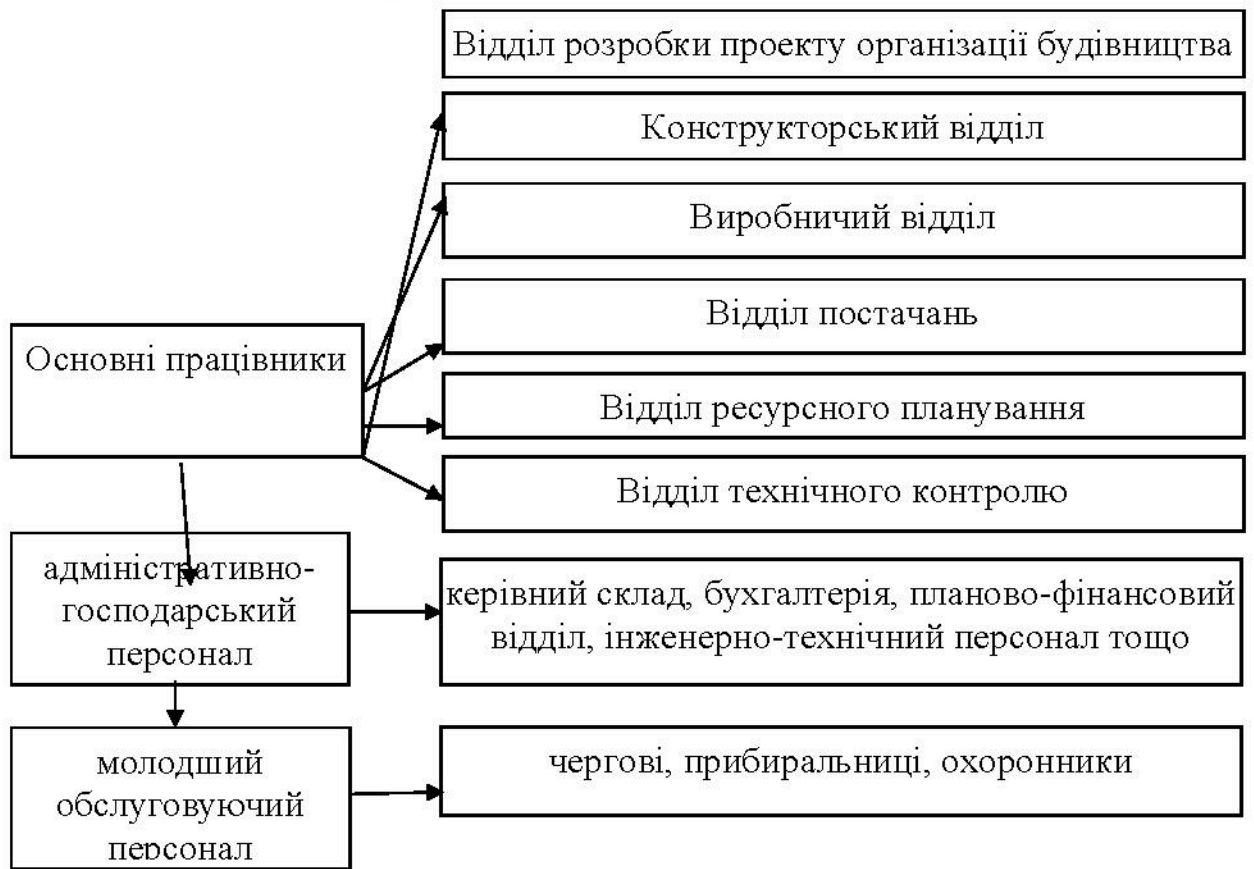 Відділ розробки проекту організації будівництва
Конструкторський відділ
Виробничий відділ
Відділ постачань
Основні працівники
Відділ ресурсного планування
Відділ технічного контролю
адміністративно-
господарський
персонал
керівний склад, бухгалтерія, планово-фінансовий
відділ, інженерно-технічний персонал тощо
молодший
обслуговуючий
персонал
чергові, прибиральниці, охоронники